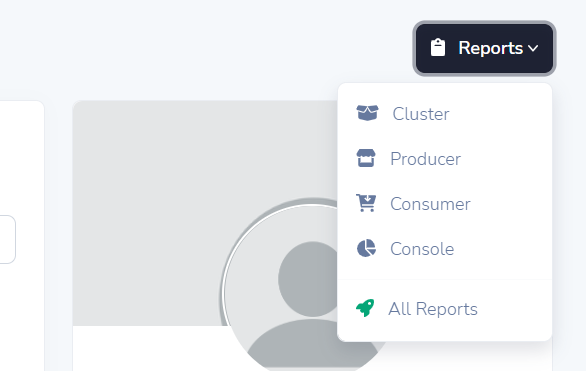 Reports
Cluster
Producer
Consumer
Console
All Reports